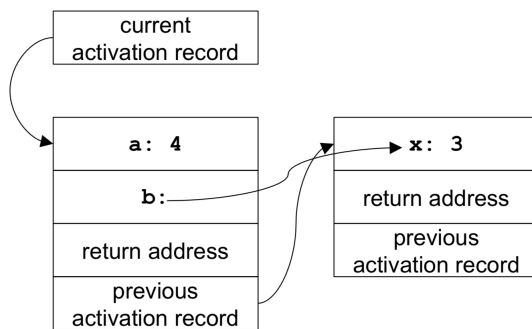 current
activation record
a: 4
b:
return address
previous
activation record
x: 3
return address
previous
activation record